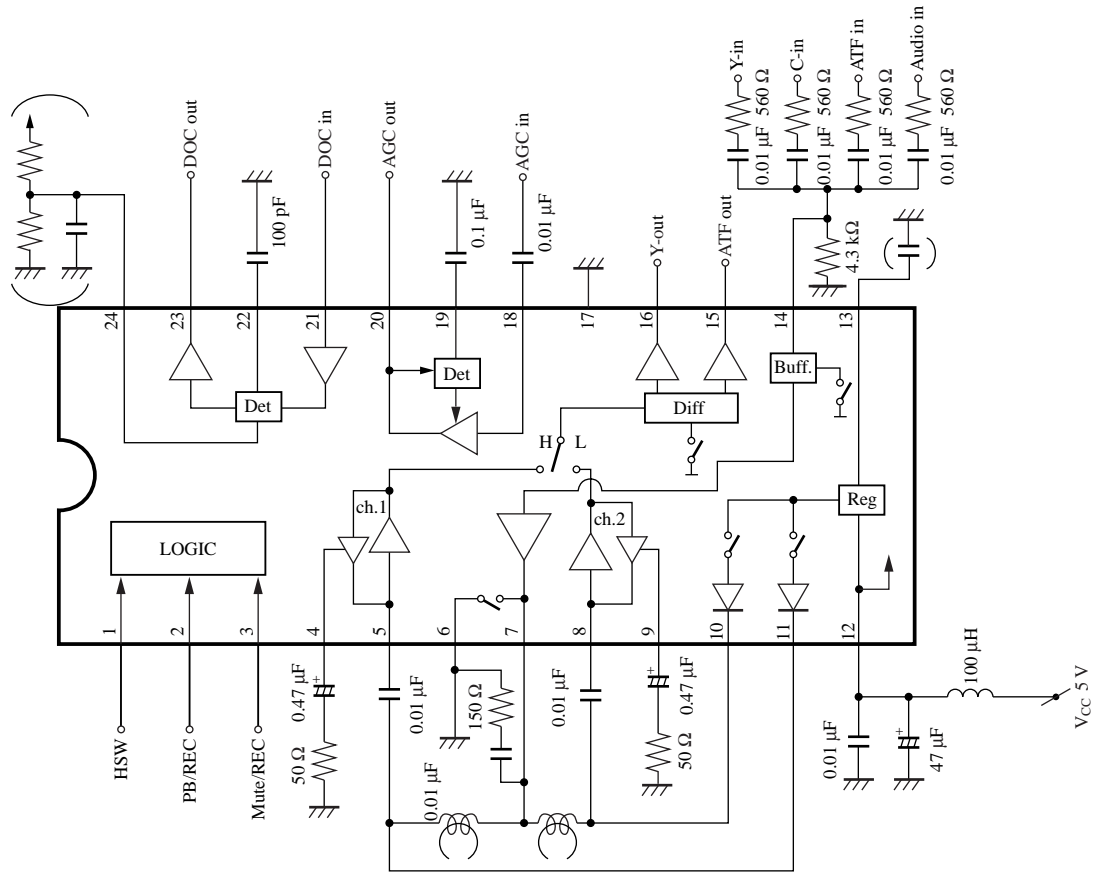 Y-in
C-in
ATF in
Audio in
0.01 µF 560 Ω
0.01 µF 560 Ω
0.01 µF 560 Ω
0.01 µF 560 Ω
DOC out
100 pF
DOC in
AGC out
0.1 µF
AGC in
0.01 µF
Y-out
ATF out
4.3 kΩ
24
23
22
21
20
19
18
17
16
15
14
13
Det
Det
Diff
Buff.
H L
ch.1
ch.2
Reg
LOGIC
1
2
3
4
5
6
7
8
9
10
11
12
HSW
PB/REC
Mute/REC
50 Ω
0.47 µF
0.01 µF
150 Ω
0.01 µF
0.01 µF
50 Ω
0.47 µF
0.01 µF
47 µF
100 µH
VCC 5 V